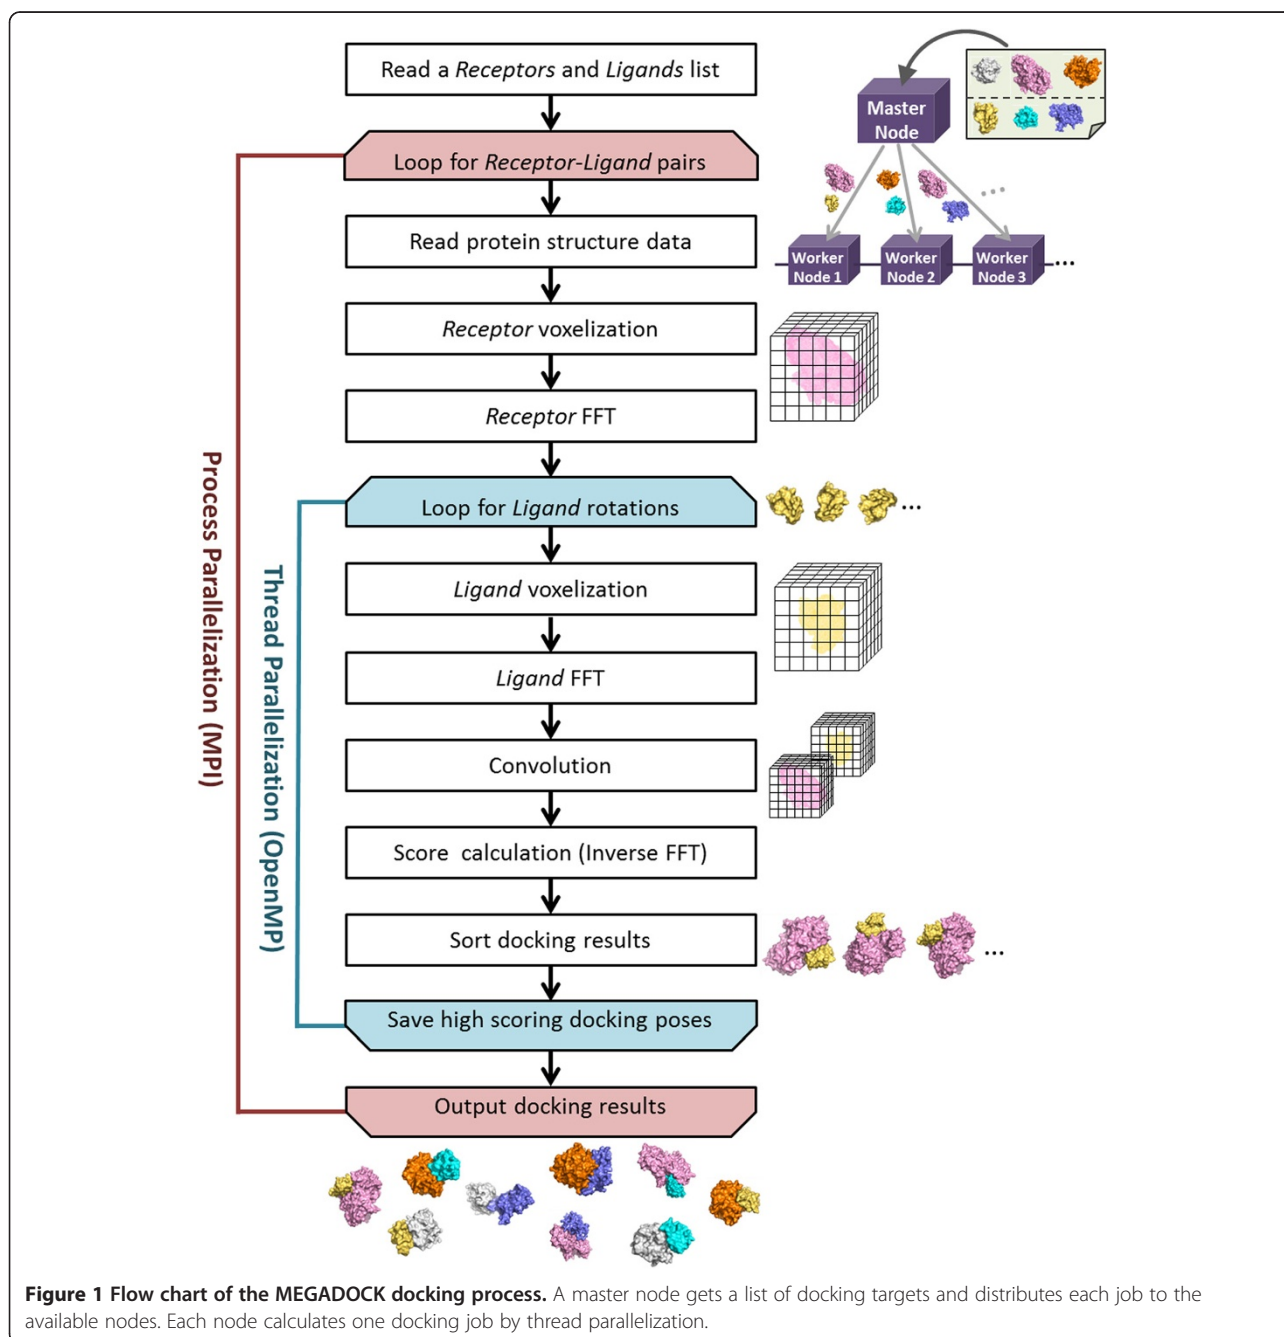 Read a Receptors and Ligands list
Master
Node
Loop for Receptor-Ligand pairs
...
Read protein structure data
Worker
Node 1
Worker
Node 2
Worker
Node 3
...
Receptor voxelization
Receptor FFT
Loop for Ligand rotations
...
Ligand voxelization
Ligand FFT
Convolution
Score calculation (Inverse FFT)
Sort docking results
...
Save high scoring docking poses
Output docking results
Process Parallelization (MPI)
Thread Parallelization (OpenMP)
Figure 1 Flow chart of the MEGADOCK docking process. A master node gets a list of docking targets and distributes each job to the
available nodes. Each node calculates one docking job by thread parallelization.